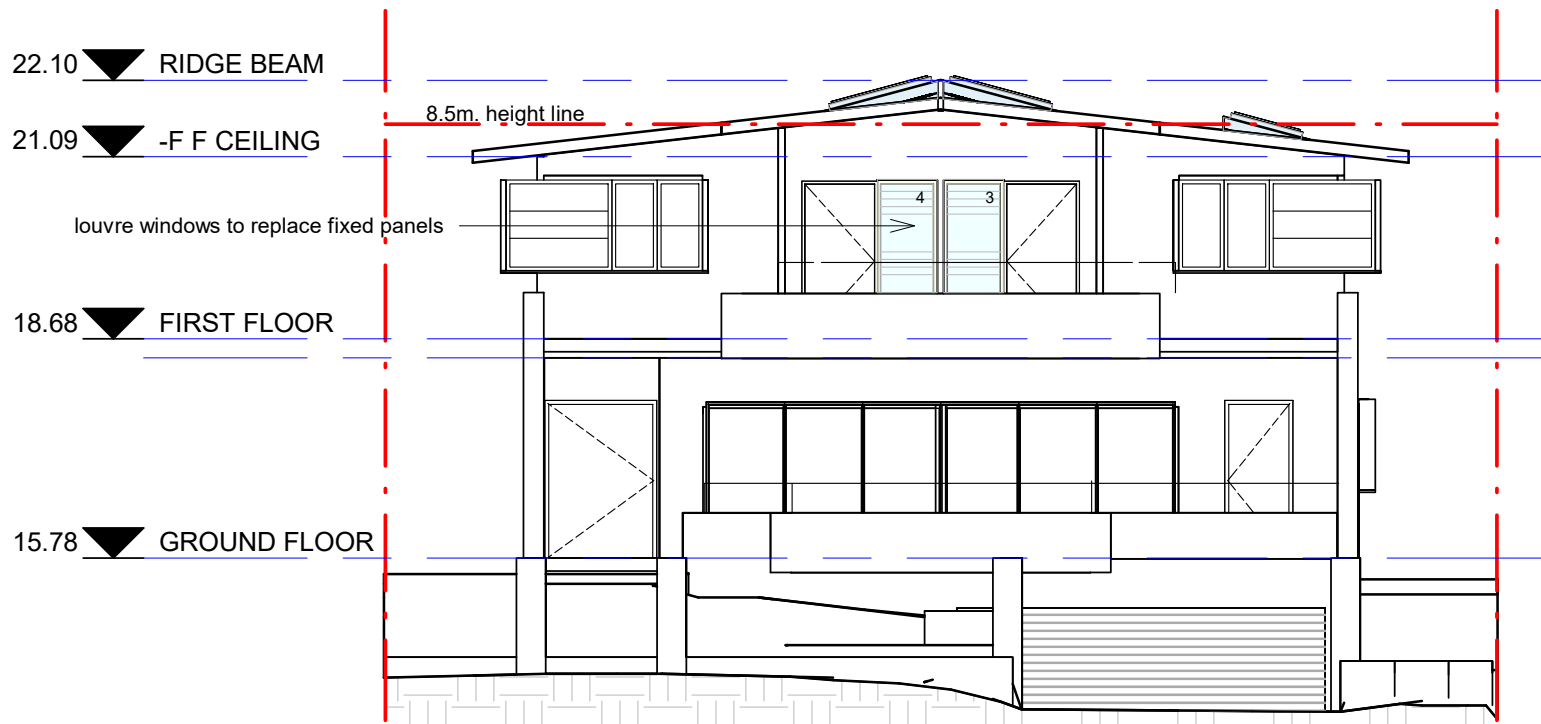 22.10 RIDGE BEAM
8.5m. height line
21.09 -F F CEILING
4 3
louvre windows to replace fixed panels
18.68 FIRST FLOOR
15.78 GROUND FLOOR